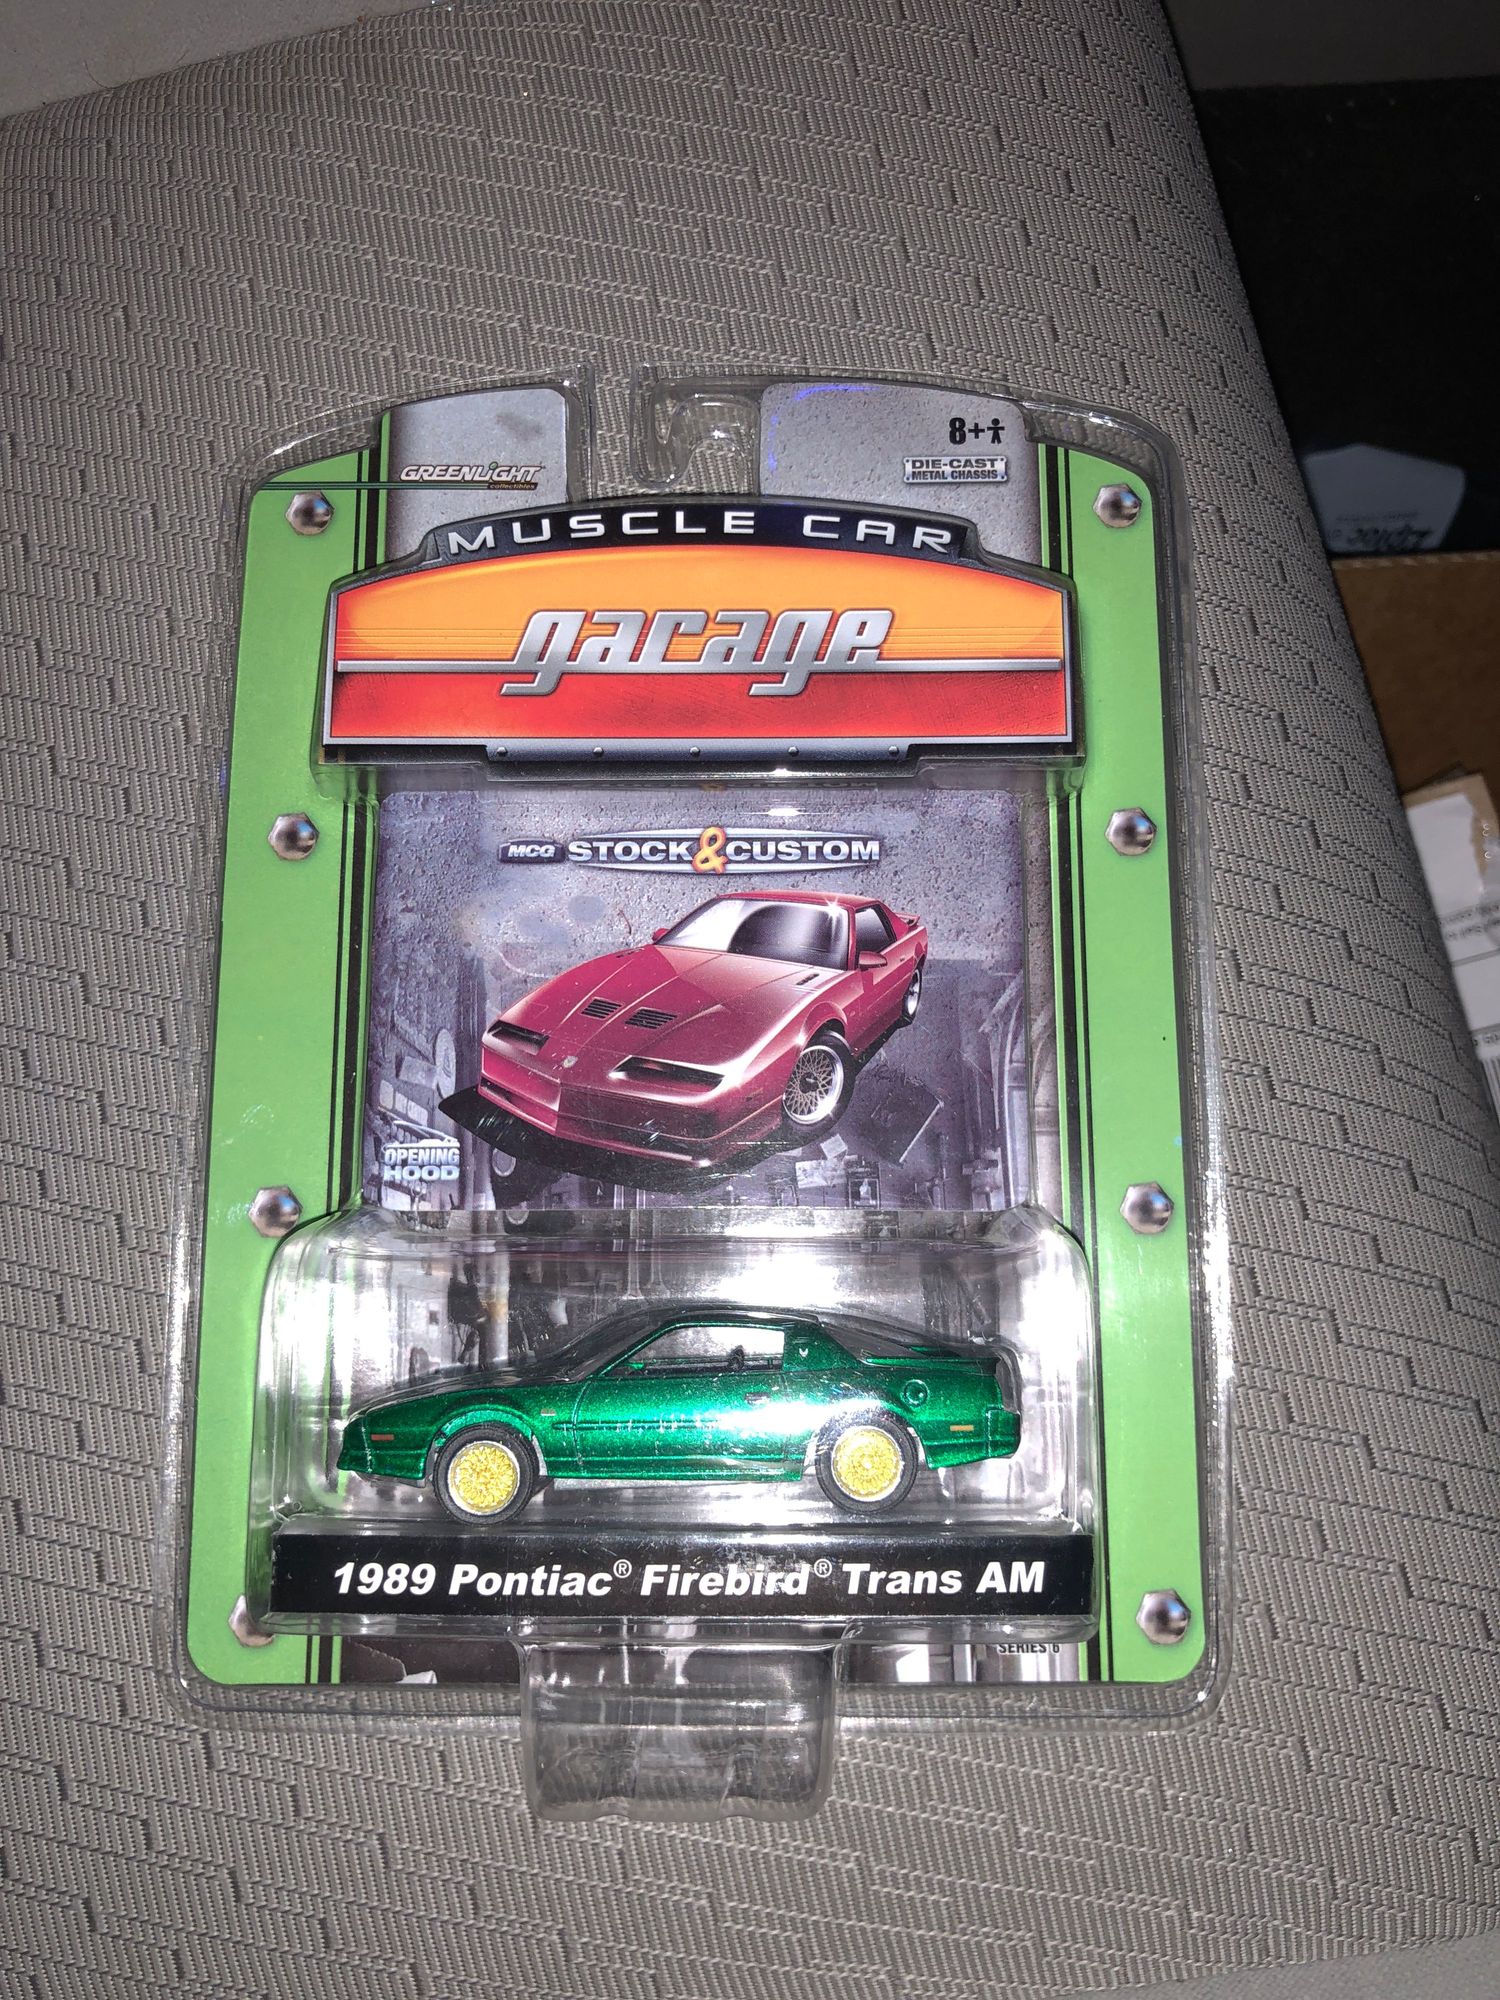 8+
GREENLiGHT
collectibles
DIE-CAST
METAL CHASSIS
MUSCLE CAR
garage
MCG STOCK & CUSTOM
OPENING
HOOD
1989 Pontiac® Firebird® Trans AM
SERIES 6